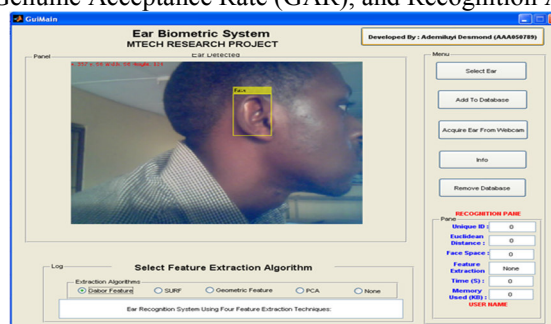 Genuine Acceptance Rate (GAR), and Recognition A
GuiMain
Ear Biometric System
MTECH RESEARCH PROJECT
Developed By : Adermiluyi Desmond (AAA050789)
Panel
Ear Detected
Face
Menu
Select Ear
Add To Database
Acquire Ear From Webcam
Info
Remove Database
RECOGNITION PANE
Pane
Unique ID : 0
Euclidean Distance : 0
Face Space : 0
Feature Extraction None
Time (S) : 0
Memory Used (KB) : 0
USER NAME
Log
Select Feature Extraction Algorithm
Extraction Algorithms
Dabor Feature SURF Geometric Feature PCA None
Ear Recognition System Using Four Feature Extraction Techniques: